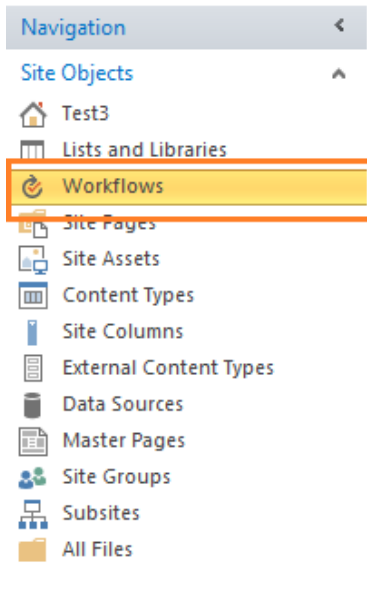 Navigation
Site Objects
Test3
Lists and Libraries
Workflows
Site Pages
Site Assets
Content Types
Site Columns
External Content Types
Data Sources
Master Pages
Site Groups
Subsites
All Files